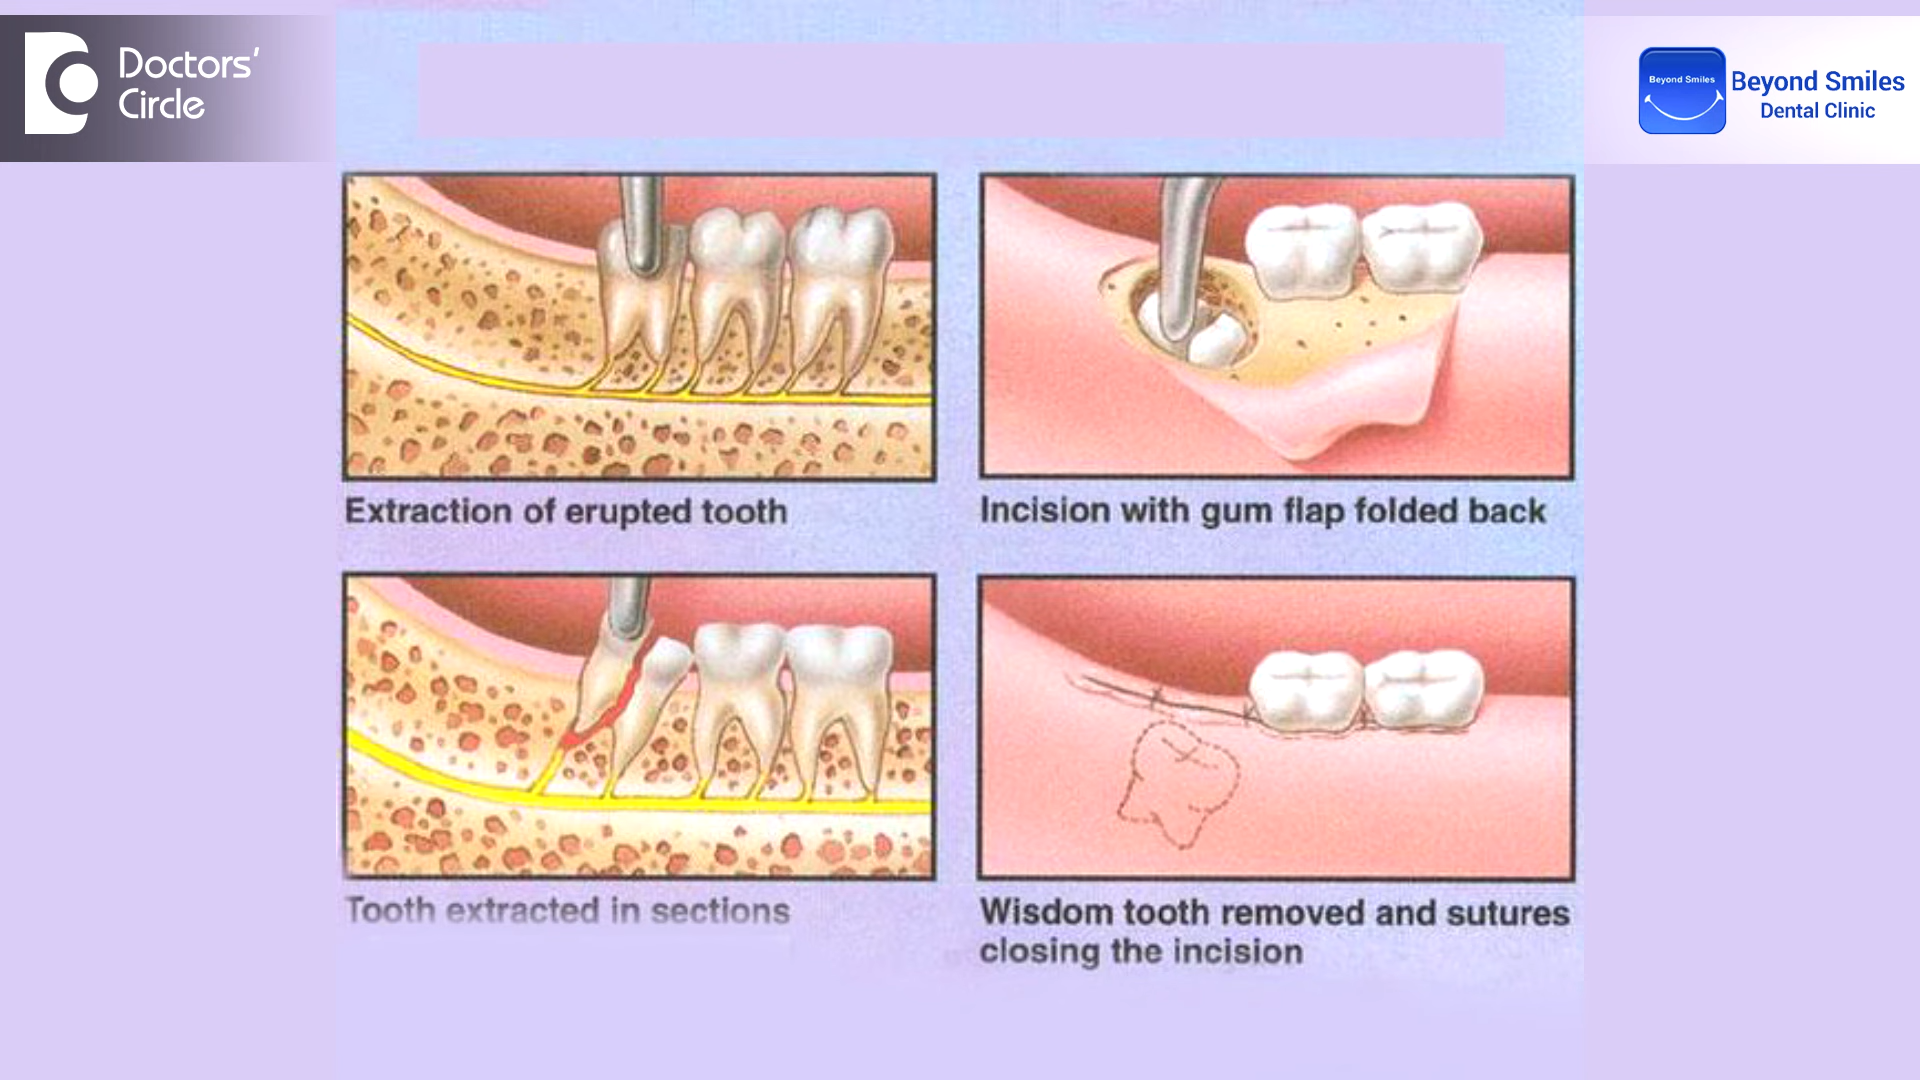 Doctors'
Circle
Beyond Smiles
Beyond Smiles
Dental Clinic
Extraction of erupted tooth
Incision with gum flap folded back
Tooth extracted in sections
Wisdom tooth removed and sutures
closing the incision